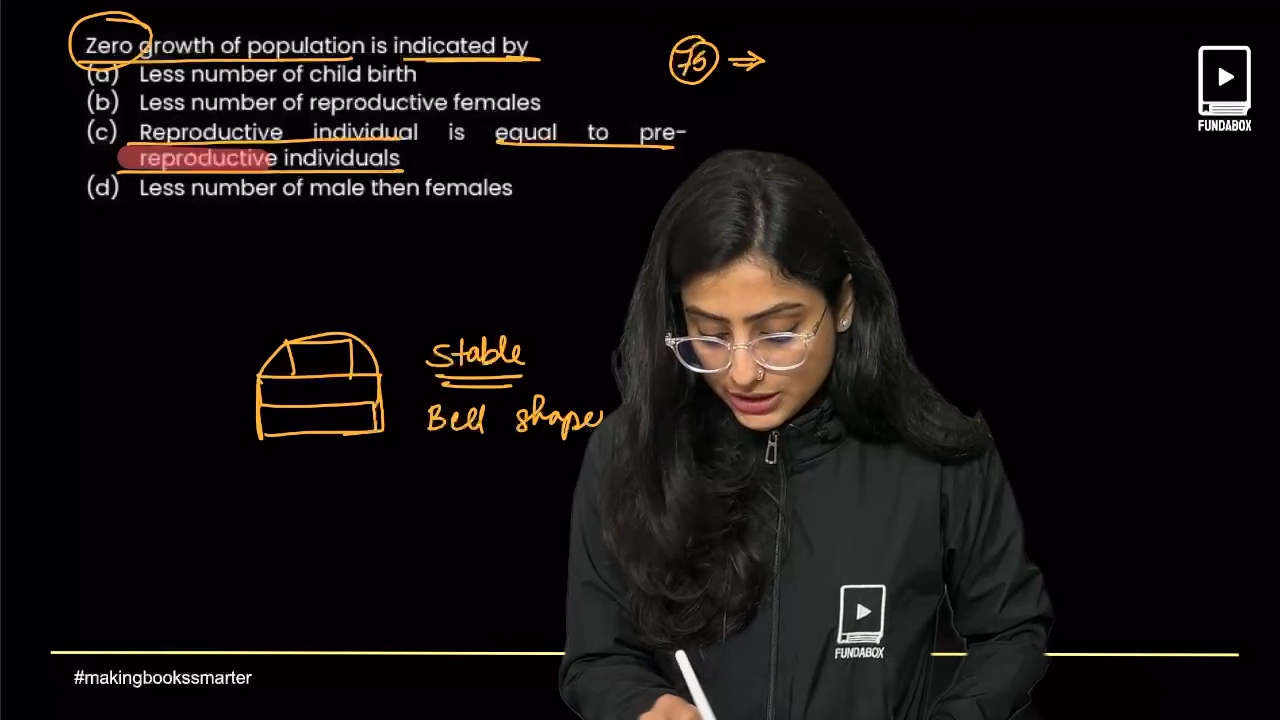 Zero growth of population is indicated by
(a) Less number of child birth
(b) Less number of reproductive females
(c) Reproductive individual is equal to pre-
reproductive individuals
(d) Less number of male then females
75 ⇒
FUNDABOX
Stable
Bell shape
FUNDABOX
#makingbookssmarter